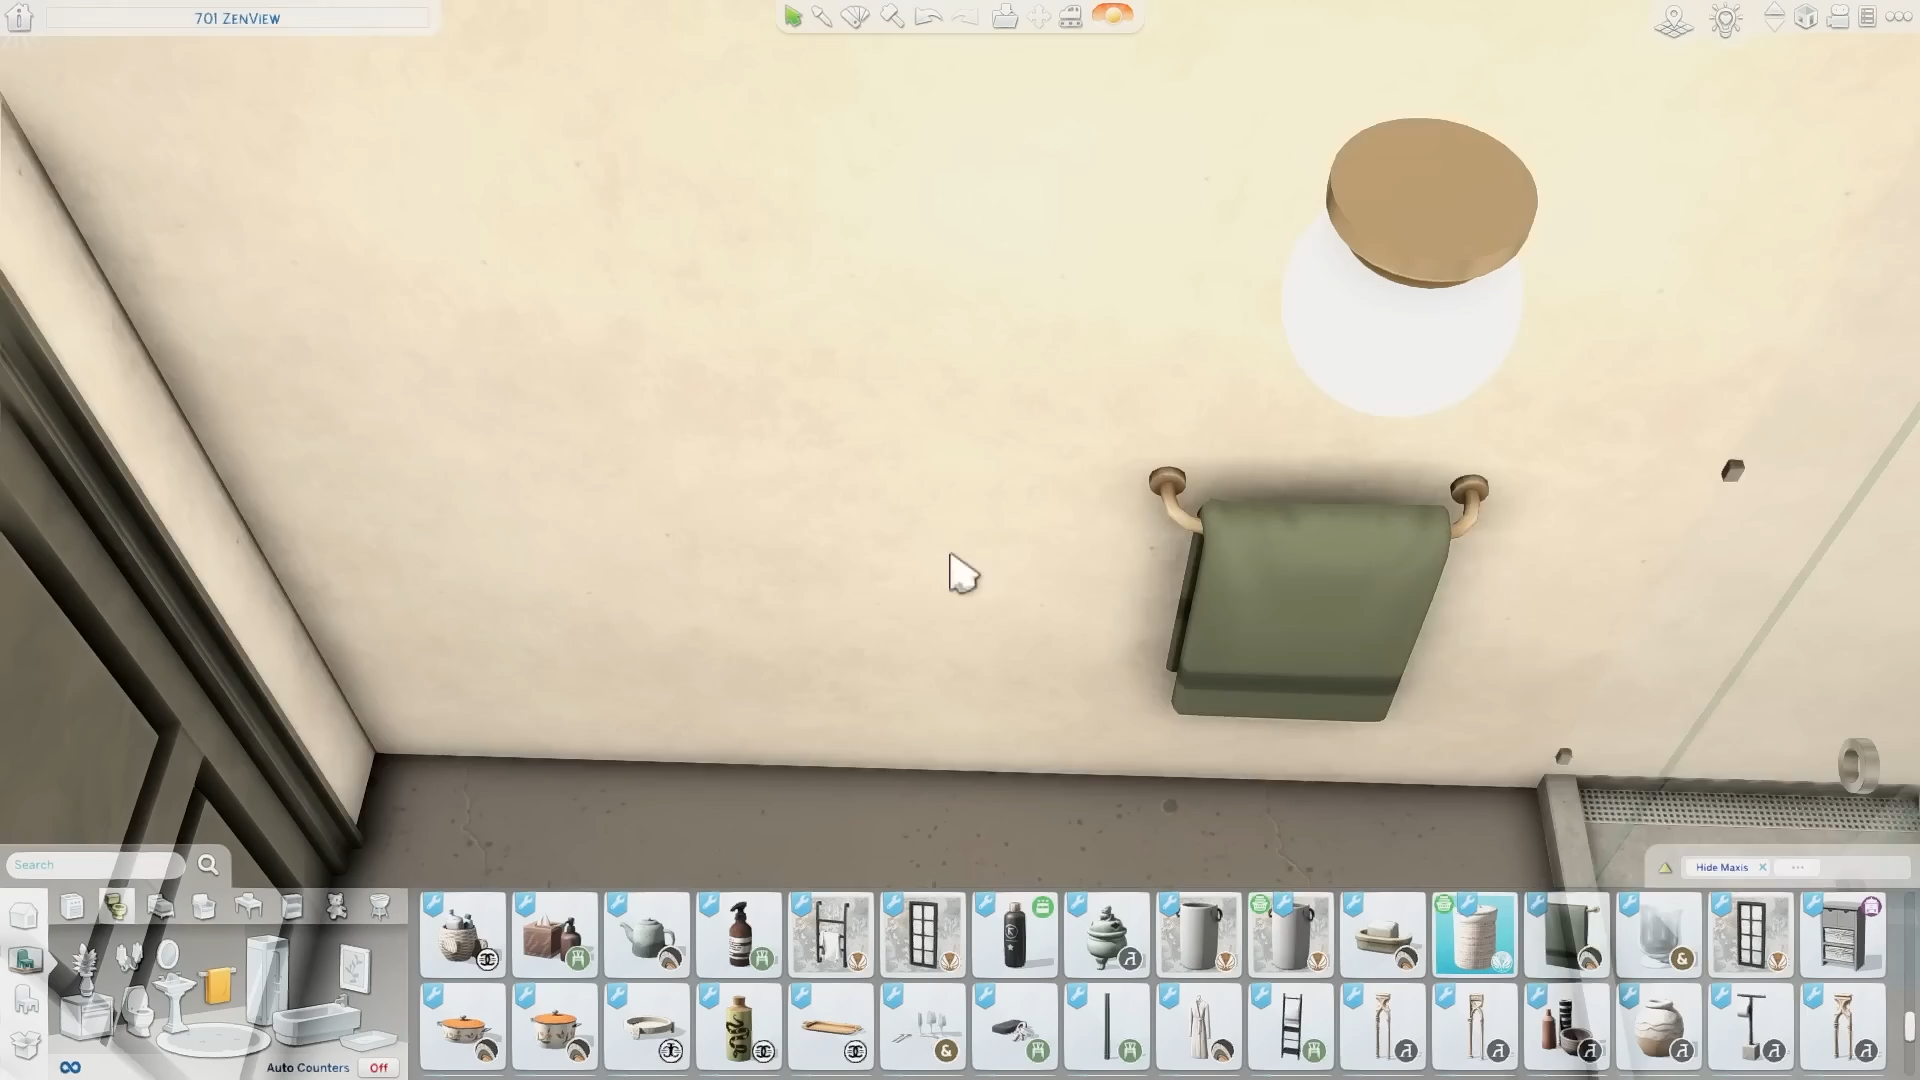 701 ZENVIEW
Search
Hide Maxis
Auto Counters
Off